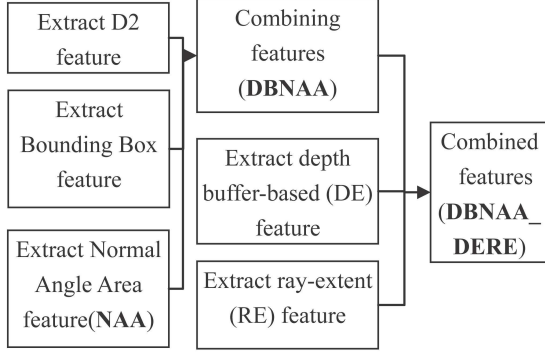 Extract D2
feature
Extract
Bounding Box
feature
Extract Normal
Angle Area
feature(NAA)
Combining
features
(DBNAA)
Extract depth
buffer-based (DE)
feature
Extract ray-extent
(RE) feature
Combined
features
(DBNAA_
DERE)